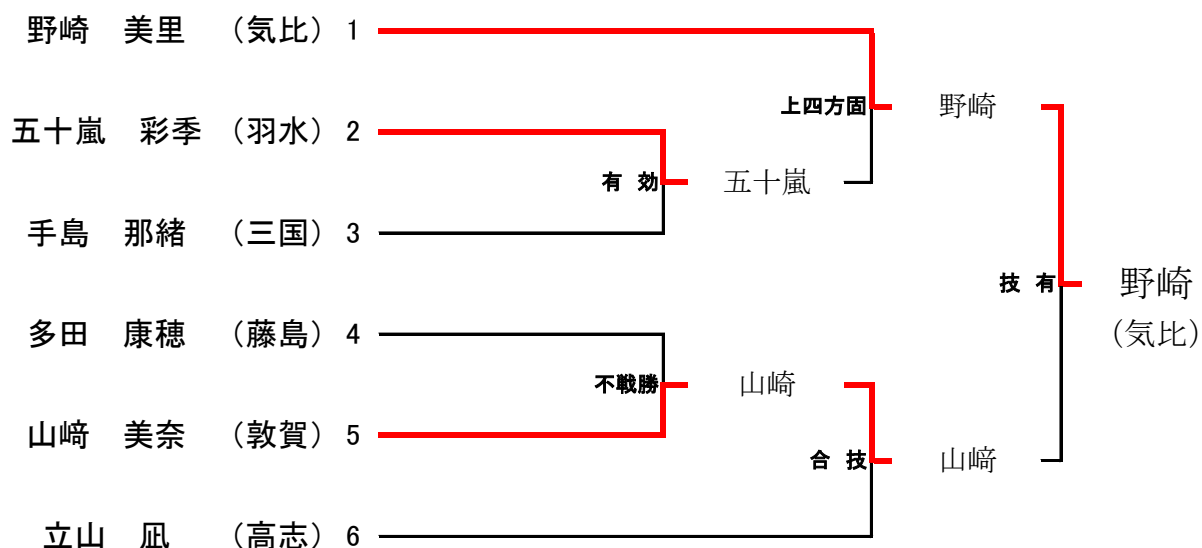 野崎 美里 （気比） 1
上四方固 野崎
五十嵐 彩季 （羽水） 2
有 効 五十嵐
手島 那緒 （三国） 3
技 有 野崎
（気比）
多田 康穂 （藤島） 4
不戦勝 山崎
山﨑 美奈 （敦賀） 5
合 技 山﨑
立山 凪 （高志） 6